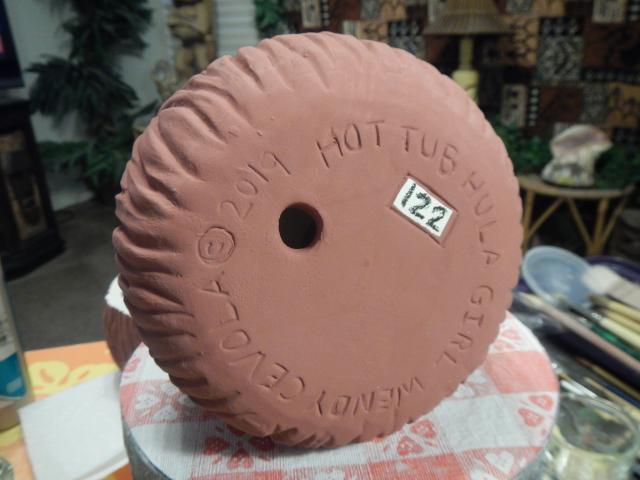 HOT TUB HULA GIRL WENDY CEVOLA © 2019
122